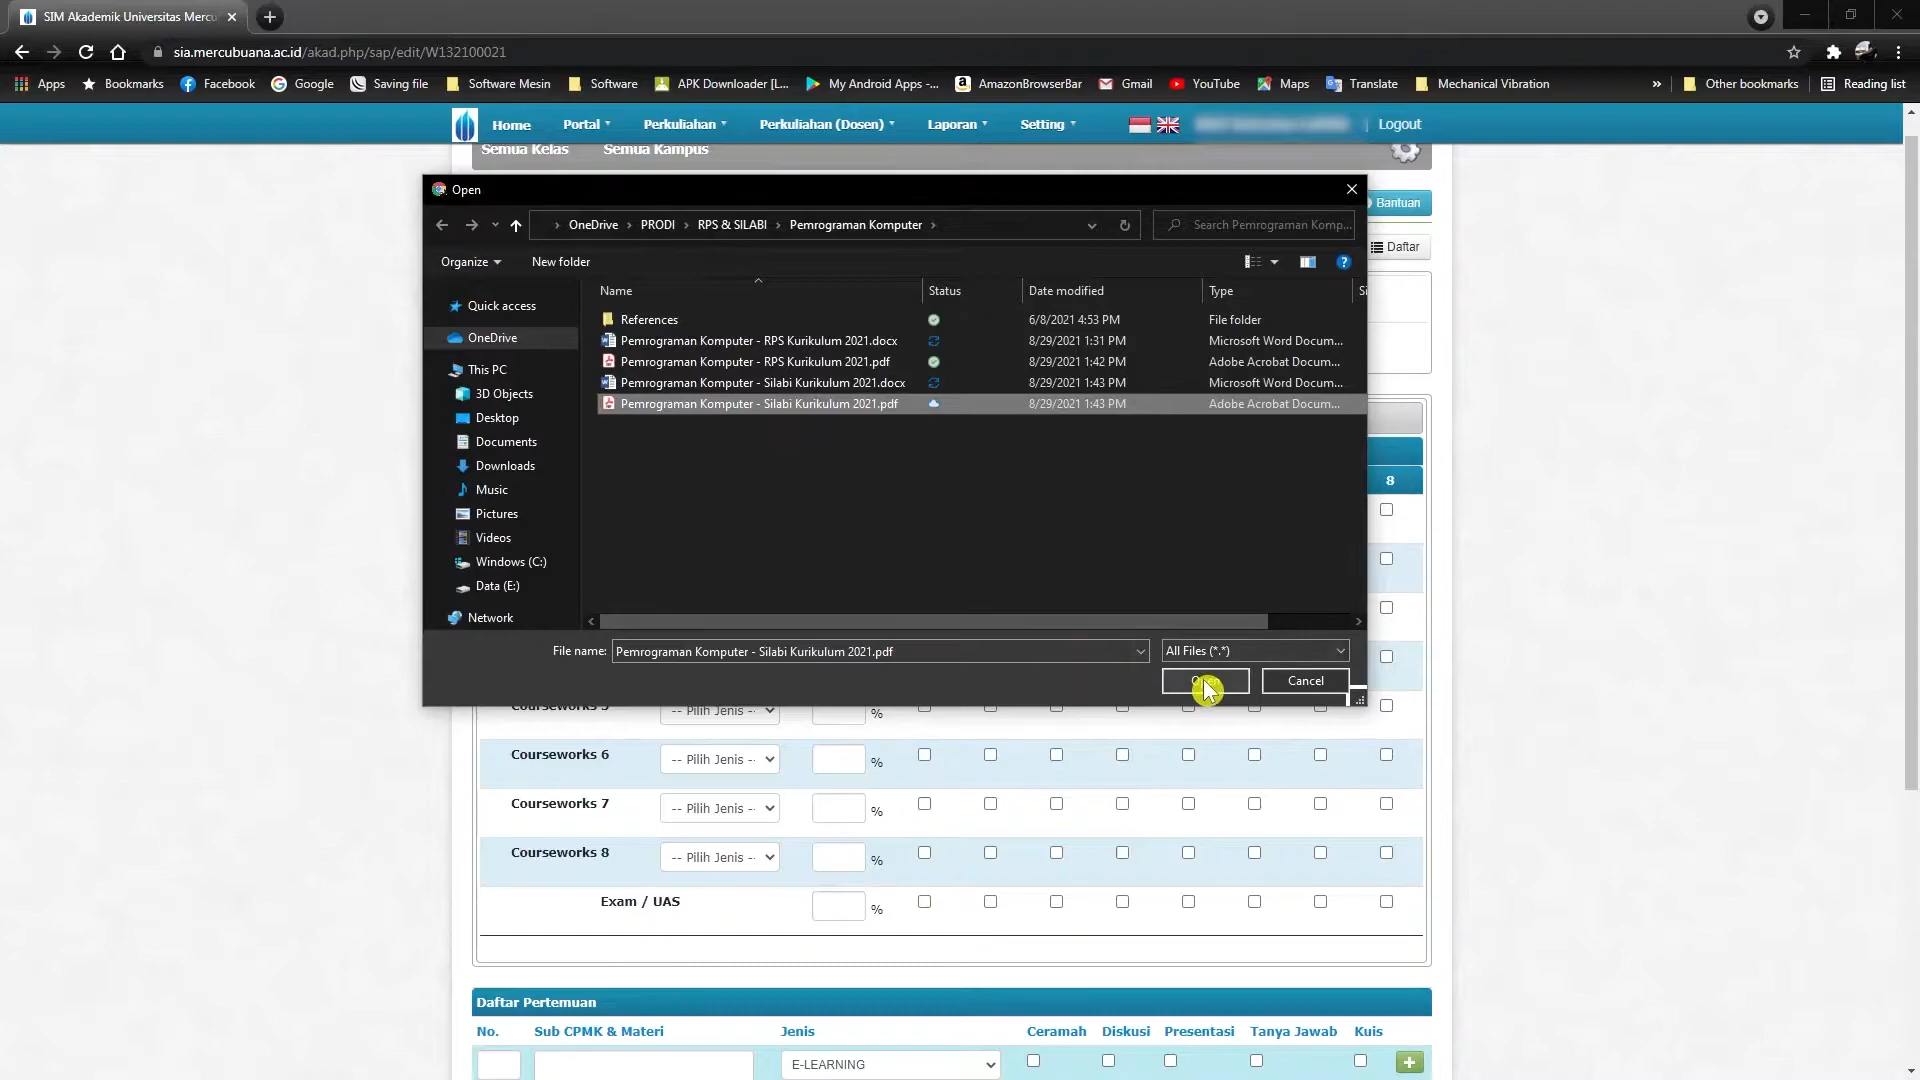 SIM Akademik Universitas Mercu
sia.mercubuana.ac.id/akad.php/sap/edit/W132100021
Apps Bookmarks Facebook Google Saving file Software Mesin Software APK Downloader [L... My Android Apps -... AmazonBrowserBar Gmail YouTube Maps Translate Mechanical Vibration » Other bookmarks Reading list
Home Portal Perkuliahan Perkuliahan (Dosen) Laporan Setting | Logout
Semua Kelas Semua Kampus
Open
Bantuan
OneDrive › PRODI › RPS & SILABI › Pemrograman Komputer ›
Search Pemrograman Komp...
Daftar
Organize New folder
Name Status Date modified Type Si
Quick access
OneDrive
This PC
3D Objects
Desktop
Documents
Downloads
Music
Pictures
Videos
Windows (C:)
Data (E:)
Network
References 6/8/2021 4:53 PM File folder
Pemrograman Komputer - RPS Kurikulum 2021.docx 8/29/2021 1:31 PM Microsoft Word Docum...
Pemrograman Komputer - RPS Kurikulum 2021.pdf 8/29/2021 1:42 PM Adobe Acrobat Docum...
Pemrograman Komputer - Silabi Kurikulum 2021.docx 8/29/2021 1:43 PM Microsoft Word Docum...
Pemrograman Komputer - Silabi Kurikulum 2021.pdf 8/29/2021 1:43 PM Adobe Acrobat Docum...
8
File name: Pemrograman Komputer - Silabi Kurikulum 2021.pdf All Files (*.*)
Cancel
Courseworks 5 -- Pilih Jenis -- %
Courseworks 6 -- Pilih Jenis -- %
Courseworks 7 -- Pilih Jenis -- %
Courseworks 8 -- Pilih Jenis -- %
Exam / UAS %
Daftar Pertemuan
No. Sub CPMK & Materi Jenis Ceramah Diskusi Presentasi Tanya Jawab Kuis
E-LEARNING